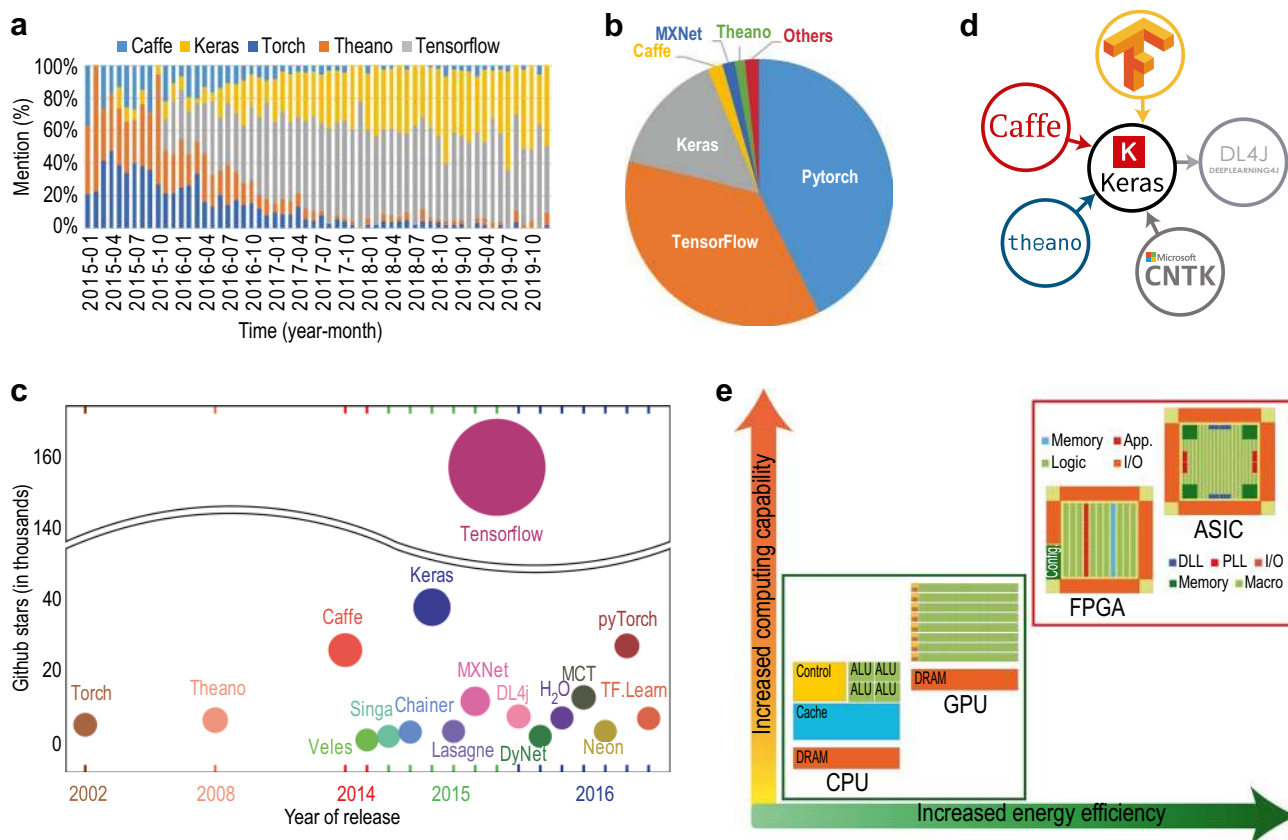 a
Caffe Keras Torch Theano Tensorflow
100%
80%
60%
40%
20%
0%
Mention (%)
2015-01
2015-04
2015-07
2015-10
2016-01
2016-04
2016-07
2016-10
2017-01
2017-04
2017-07
2017-10
2018-01
2018-04
2018-07
2018-10
2019-01
2019-04
2019-07
2019-10
Time (year-month)
b
MXNet Theano Others
Caffe
Keras
Pytorch
TensorFlow
d
Caffe
K
Keras
DL4J
DEEPLEARNING4J
theano
Microsoft
CNTK
c
Github stars (in thousands)
160
140
40
20
0
Tensorflow
Keras
Caffe
pyTorch
MXNet
MCT
Torch
Theano
Singa
Chainer
DL4j
H2O
TF.Learn
Veles
Lasagne
DyNet
Neon
2002
2008
2014
2015
2016
Year of release
e
Increased computing capability
Memory App.
Logic I/O
Config.
FPGA
ASIC
DLL PLL I/O
Memory Macro
Control
ALU ALU
ALU ALU
Cache
DRAM
CPU
DRAM
GPU
Increased energy efficiency